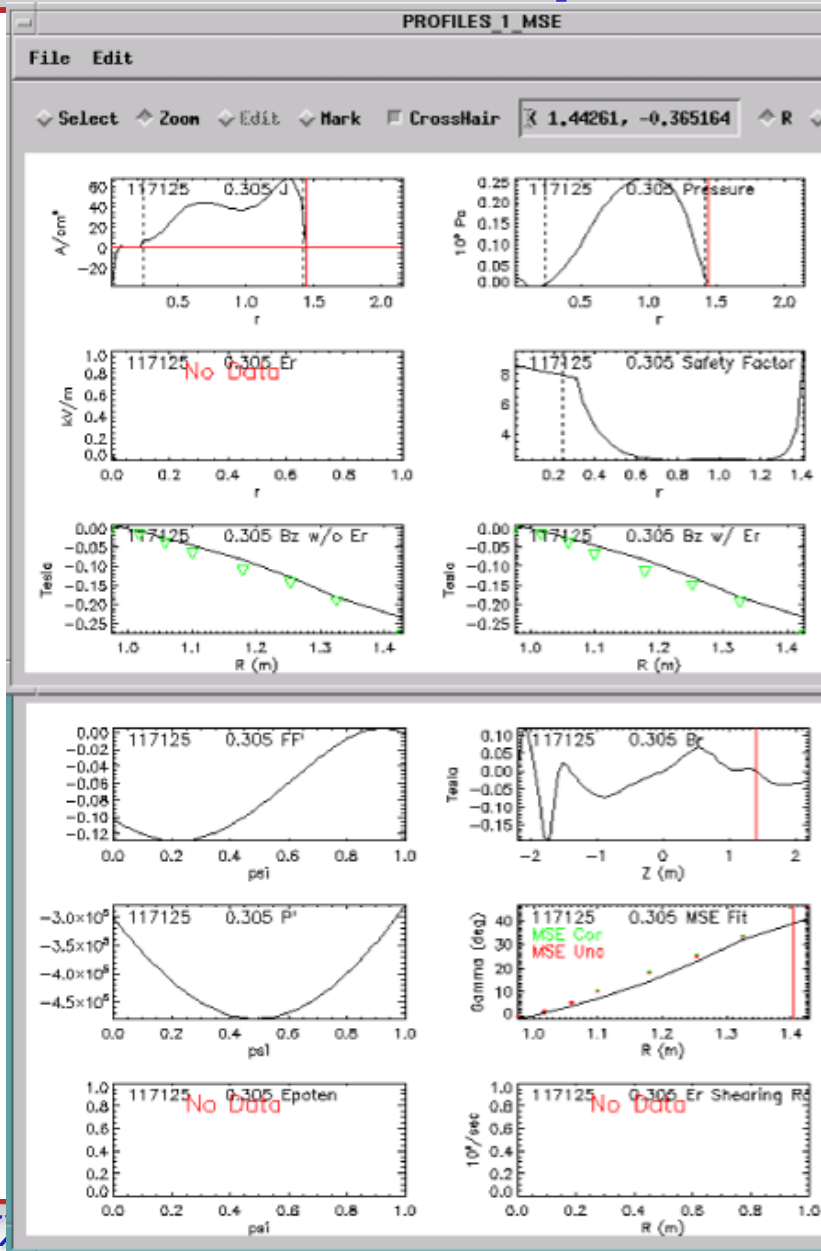 PROFILES_1_MSE
File Edit
Select Zoom Edit Mark CrossHair 1.44261, -0.365164 R
117125 0.305 J
60
40
20
0
−20
0.5 1.0 1.5 2.0
r
117125 0.305 Pressure
0.25
0.20
0.15
0.10
0.05
0.00
0.5 1.0 1.5 2.0
r
117125 0.305 Er
No Data
kV/m
1.0
0.8
0.6
0.4
0.2
0.0
0.0 0.2 0.4 0.6 0.8 1.0
r
117125 0.305 Safety Factor
8
6
4
0.2 0.4 0.6 0.8 1.0 1.2 1.4
r
117125 0.305 Bz w/o Er
Tesla
0.00
−0.05
−0.10
−0.15
−0.20
−0.25
1.0 1.1 1.2 1.3 1.4
R (m)
117125 0.305 Bz w/ Er
Tesla
0.00
−0.05
−0.10
−0.15
−0.20
−0.25
1.0 1.1 1.2 1.3 1.4
R (m)
117125 0.305 FF'
0.00
−0.02
−0.04
−0.06
−0.08
−0.10
−0.12
0.0 0.2 0.4 0.6 0.8 1.0
psi
117125 0.305 Br
Tesla
0.10
0.05
0.00
−0.05
−0.10
−0.15
−2 −1 0 1 2
Z (m)
117125 0.305 P'
0.0 0.2 0.4 0.6 0.8 1.0
psi
117125 0.305 MSE Fit
MSE Cor
MSE Unc
Gamma (deg)
40
30
20
10
0
1.0 1.1 1.2 1.3 1.4
R (m)
117125 0.305 Epoten
No Data
1.0
0.8
0.6
0.4
0.2
0.0
0.0 0.2 0.4 0.6 0.8 1.0
psi
117125 0.305 Er Shearing
No Data
1.0
0.8
0.6
0.4
0.2
0.0
0.0 0.2 0.4 0.6 0.8 1.0
R (m)